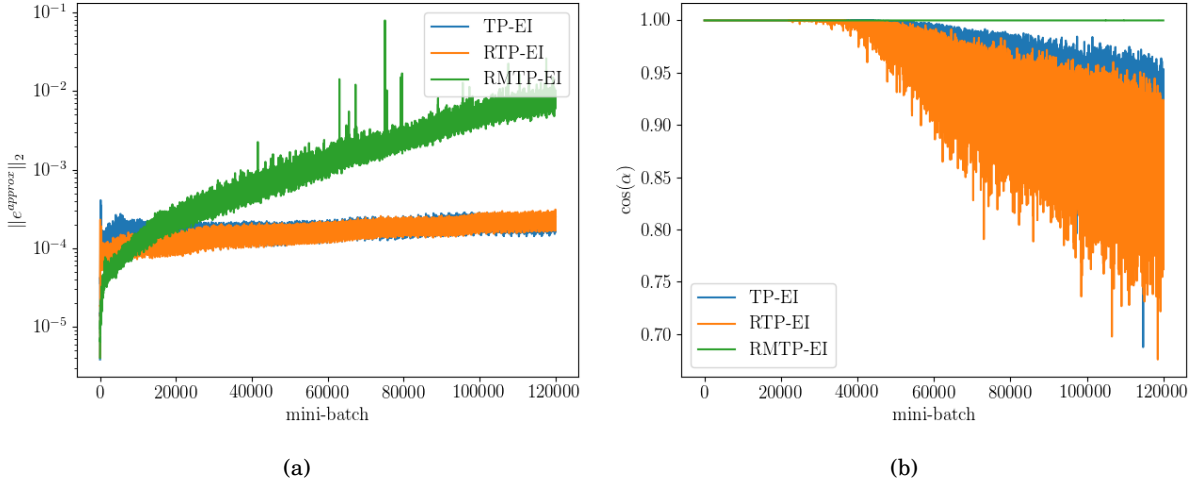 10⁻¹
10⁻²
10⁻³
10⁻⁴
10⁻⁵
||e^{approx}||₂
0 20000 40000 60000 80000 100000 120000
mini-batch
TP-EI
RTP-EI
RMTP-EI
(a)
1.00
0.95
0.90
0.85
0.80
0.75
0.70
cos(α)
0 20000 40000 60000 80000 100000 120000
mini-batch
TP-EI
RTP-EI
RMTP-EI
(b)